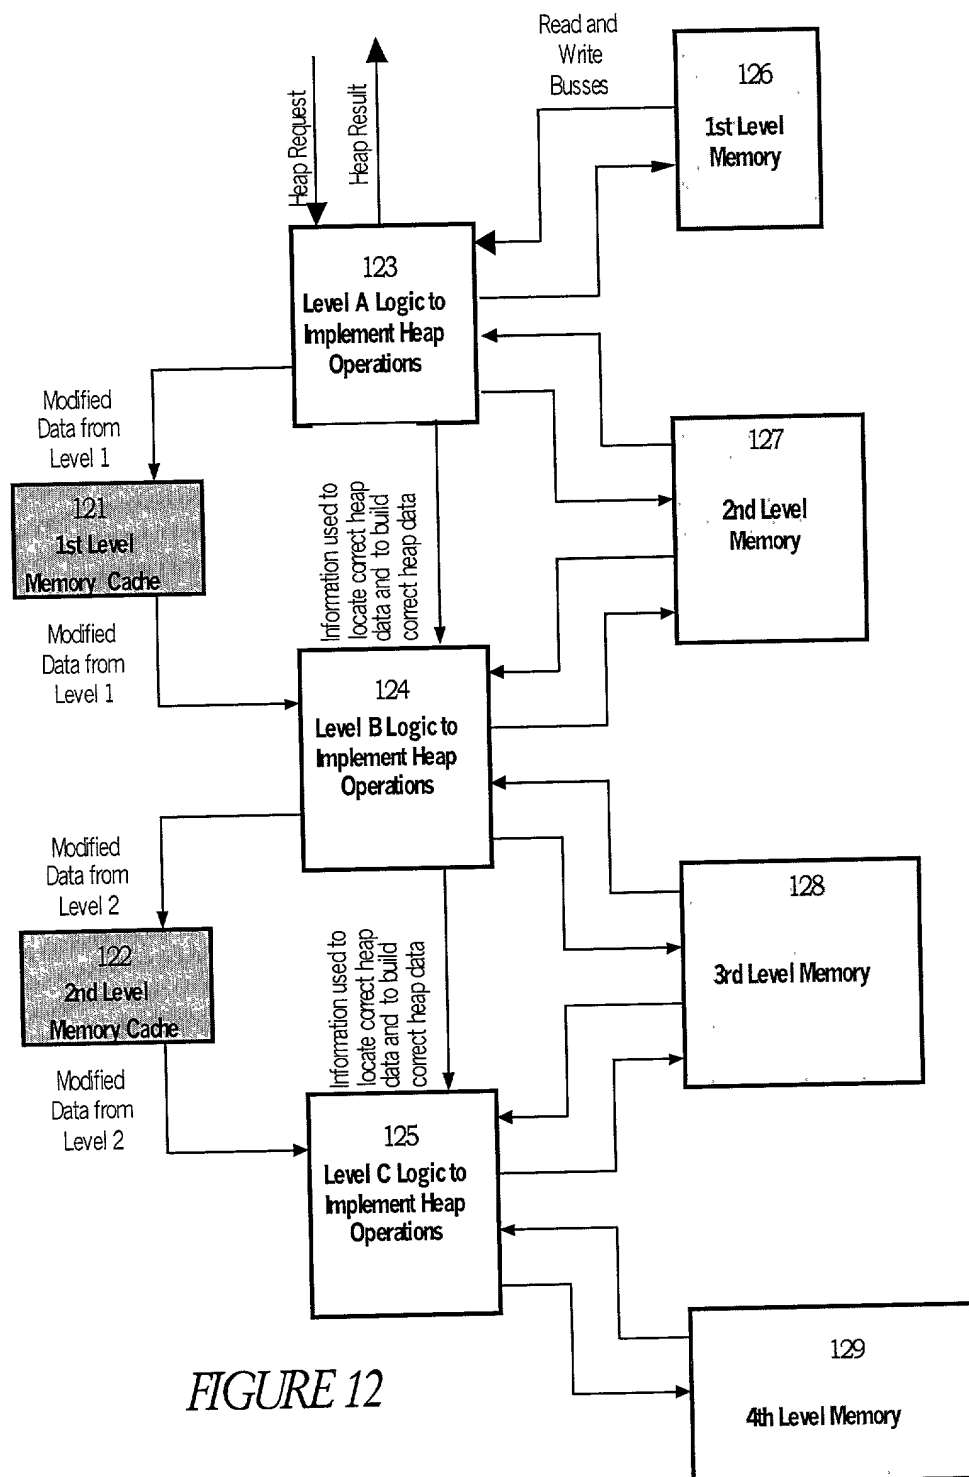 Read and
Write
Busses
126
1st Level
Memory
Heap Request
Heap Result
123
Level A Logic to
Implement Heap
Operations
Modified
Data from
Level 1
127
2nd Level
Memory
121
1st Level
Memory Cache
Information used to
locate correct heap
data and to build
correct heap data
Modified
Data from
Level 1
124
Level B Logic to
Implement Heap
Operations
Modified
Data from
Level 2
128
3rd Level Memory
122
2nd Level
Memory Cache
Information used to
locate correct heap
data and to build
correct heap data
Modified
Data from
Level 2
125
Level C Logic to
Implement Heap
Operations
129
4th Level Memory
FIGURE 12